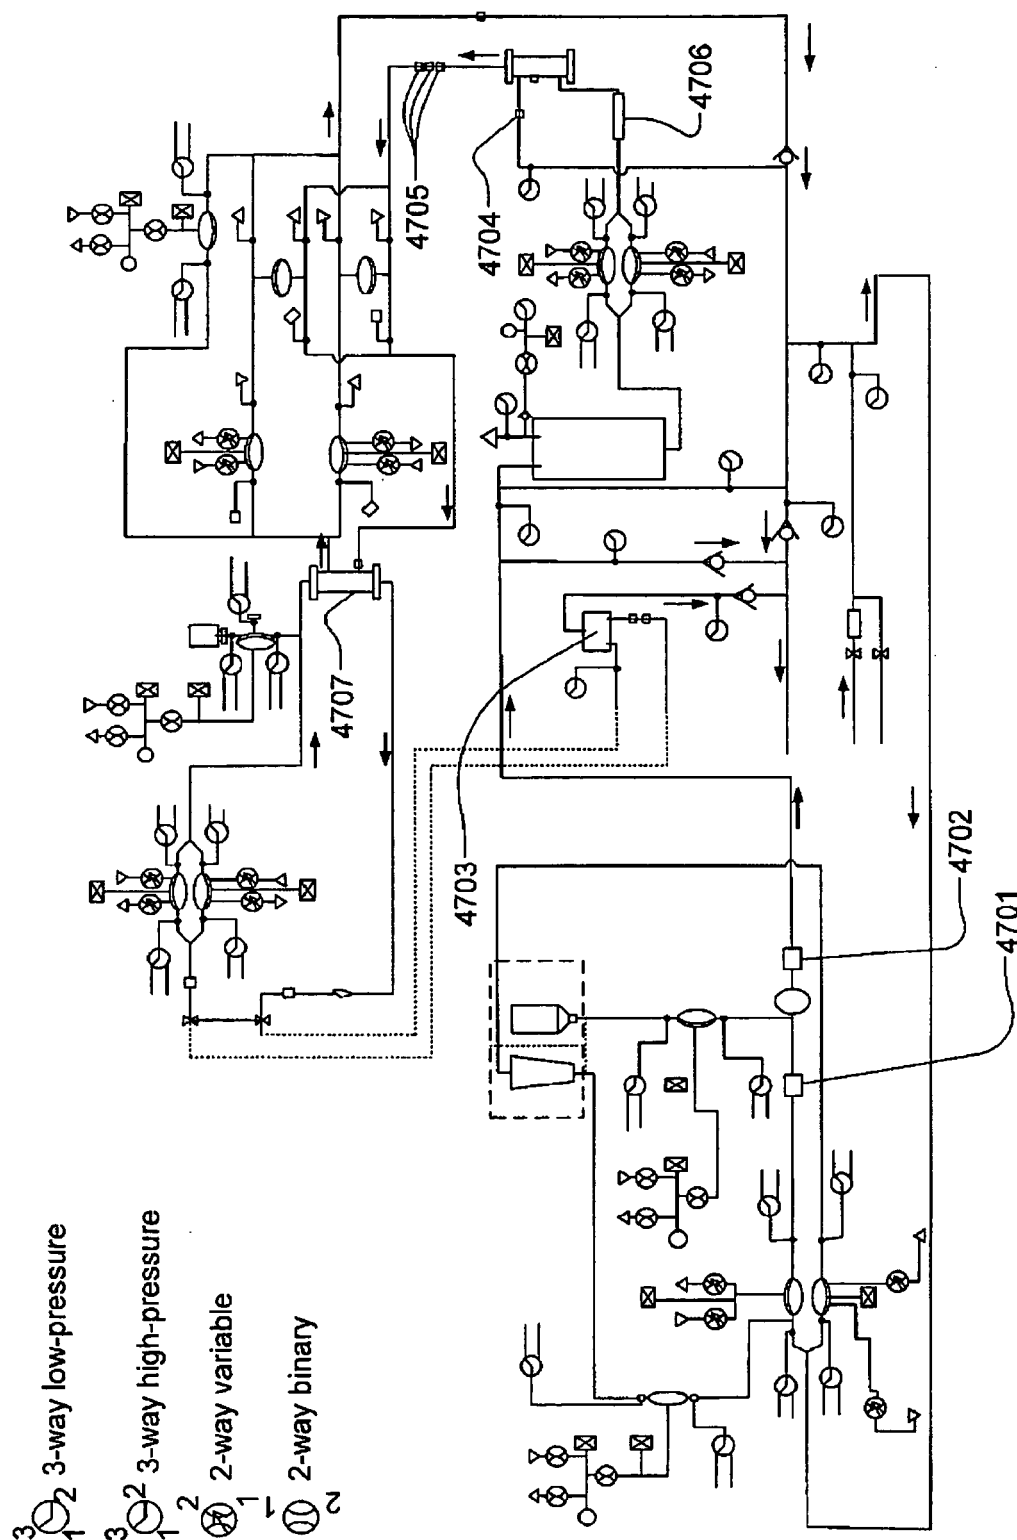 3 2 1 3-way low-pressure
3 2 1 3-way high-pressure
2 1 2-way variable
1 2 2-way binary
4701
4702
4703
4704
4705
4706
4707